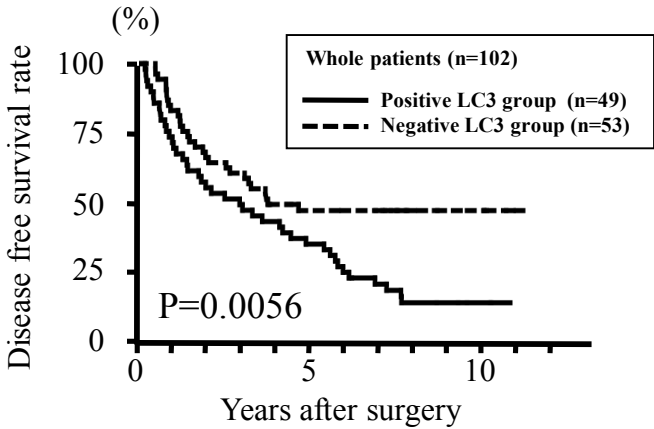 (%)
Whole patients (n=102)
Positive LC3 group (n=49)
Negative LC3 group (n=53)
Disease free survival rate
100
75
50
25
0
P=0.0056
0 5 10
Years after surgery